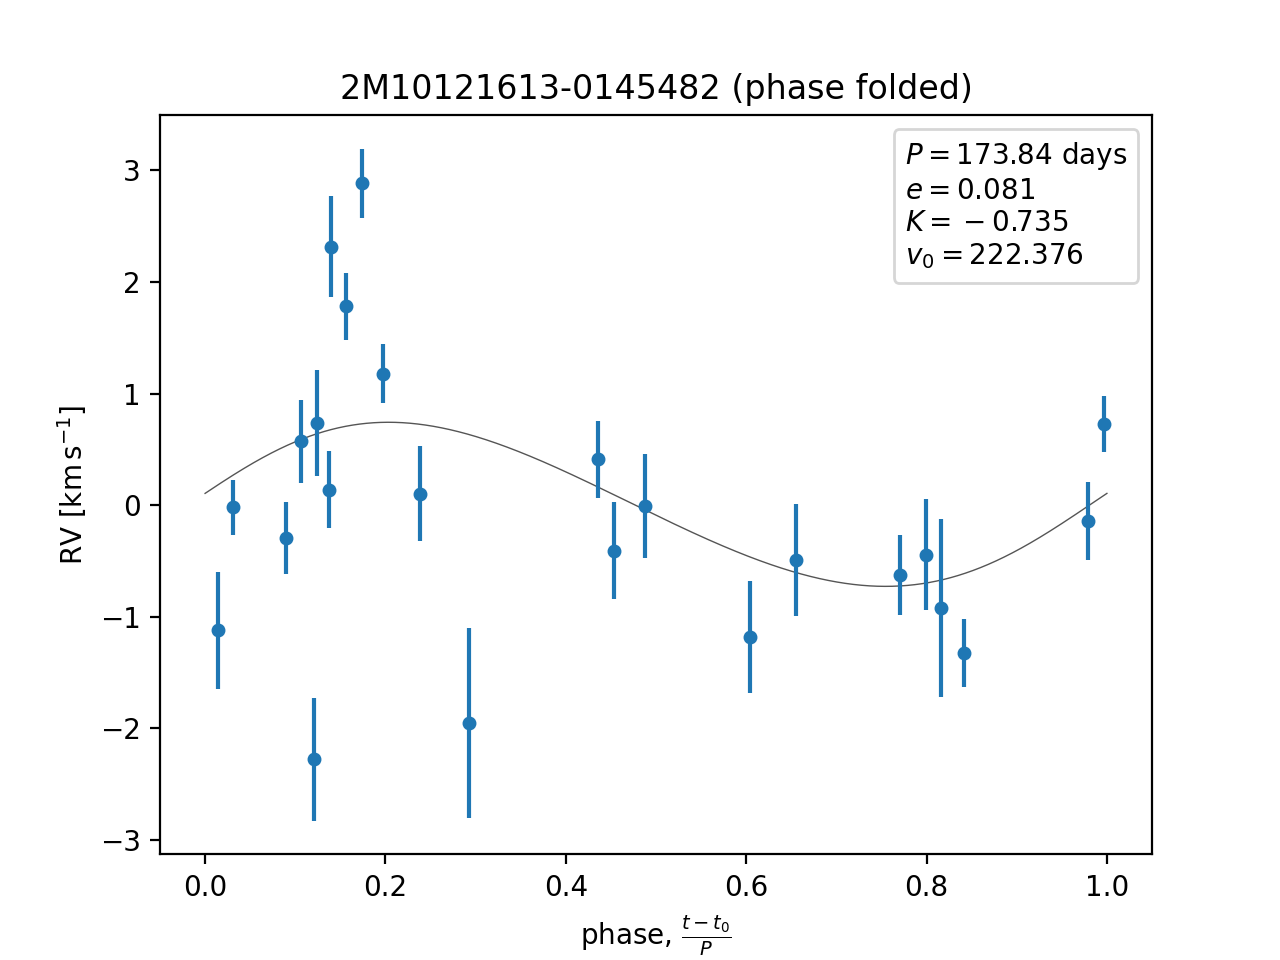 2M10121613-0145482 (phase folded)
P = 173.84 days
e = 0.081
K = −0.735
v₀ = 222.376
3
2
1
0
−1
−2
−3
RV [km s⁻¹]
0.0 0.2 0.4 0.6 0.8 1.0
phase, (t − t₀)/P